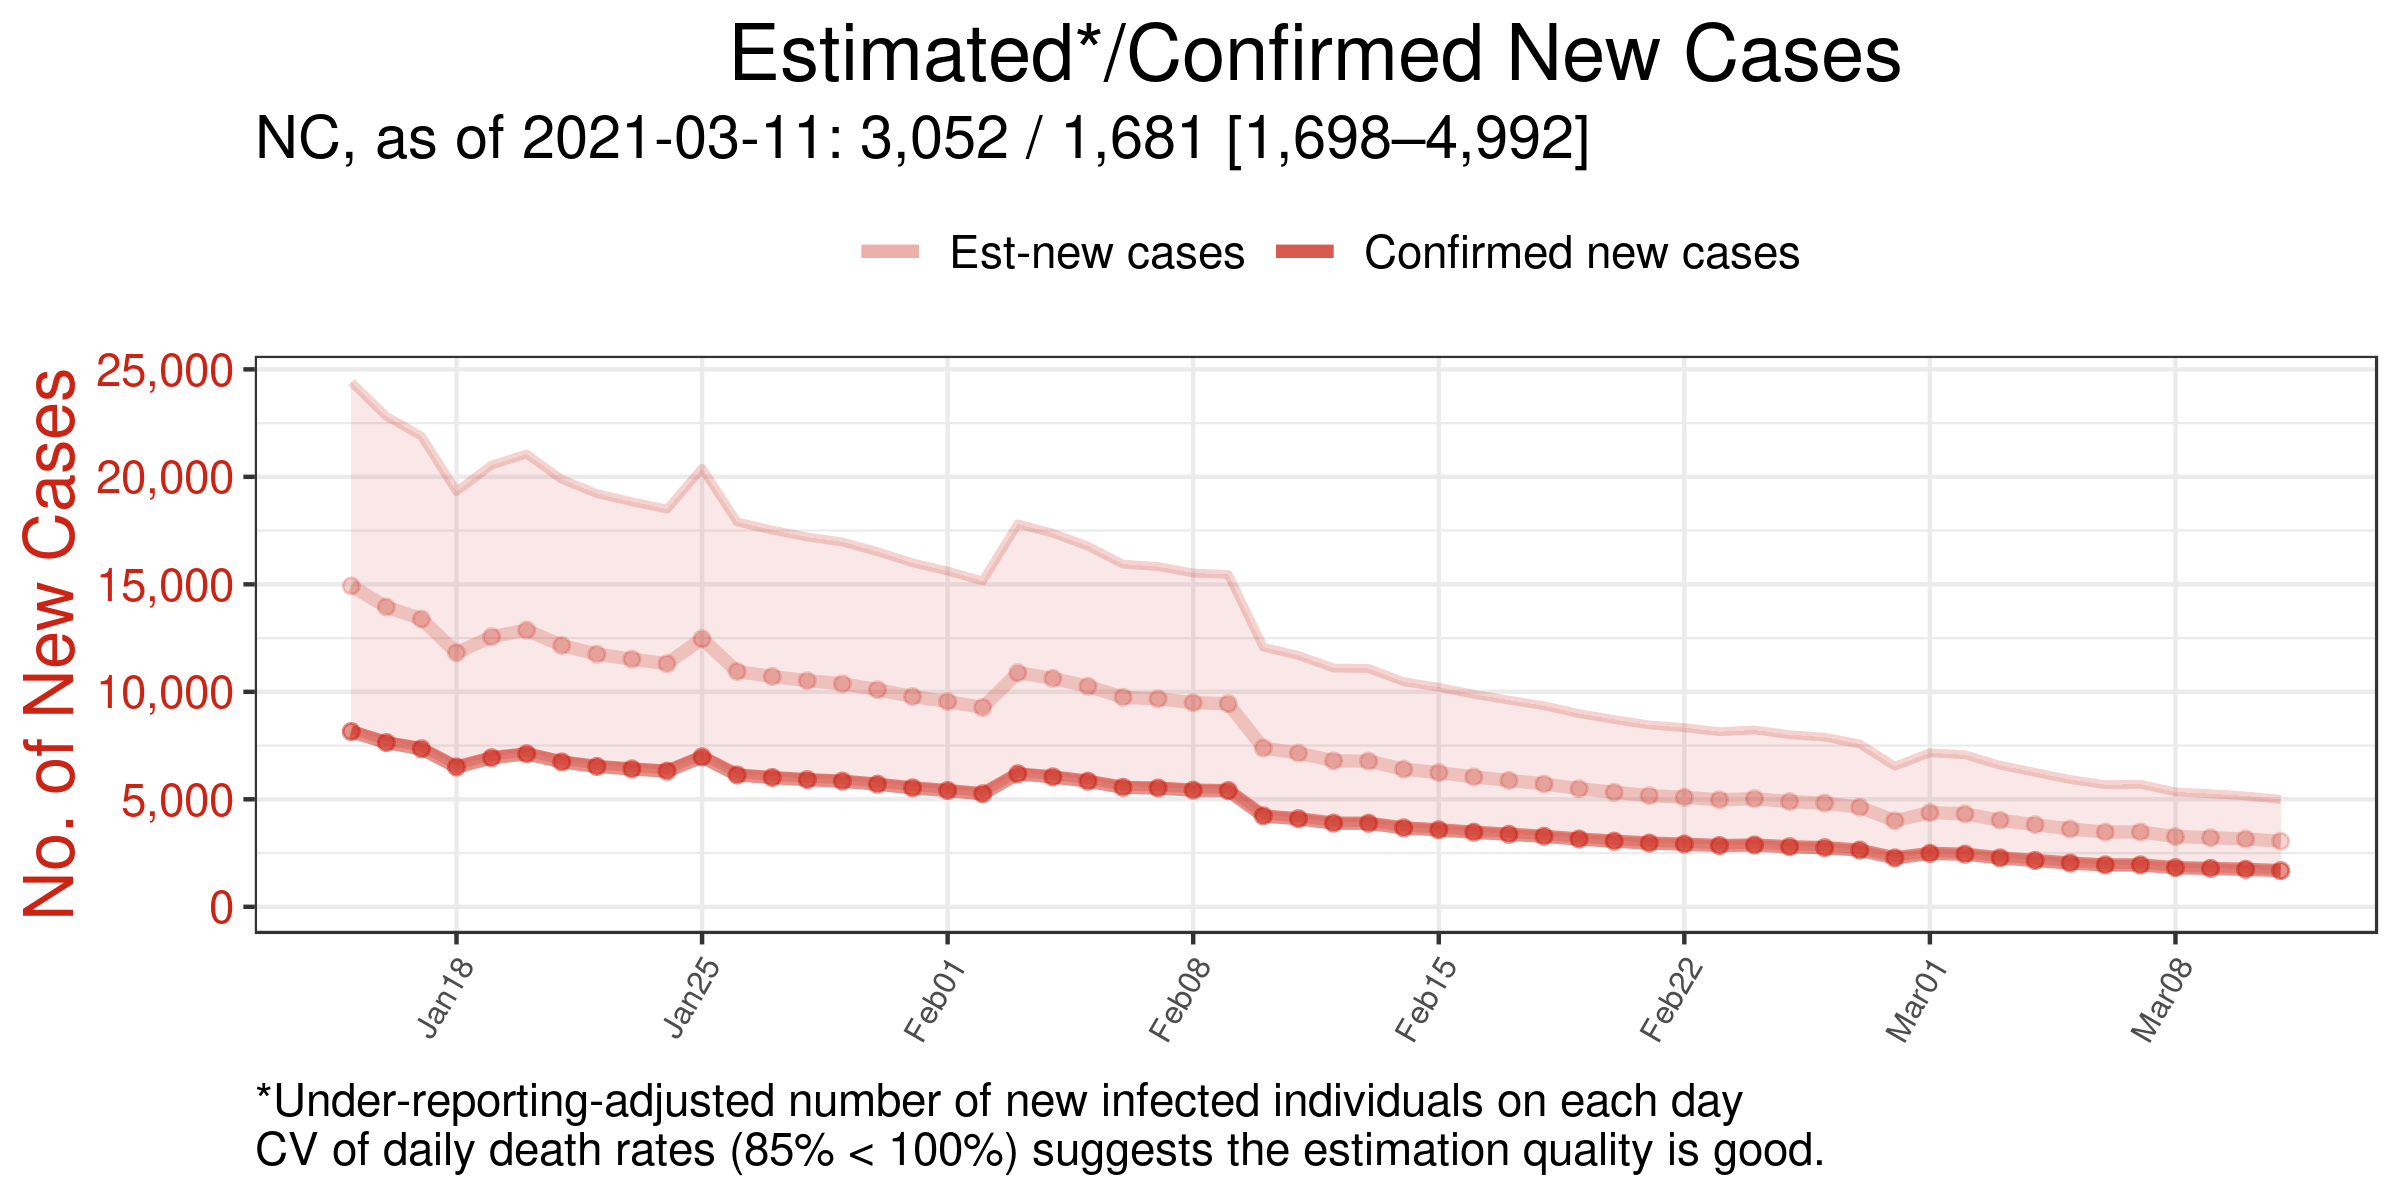 Estimated*/Confirmed New Cases
NC, as of 2021-03-11: 3,052 / 1,681 [1,698–4,992]
Est-new cases
Confirmed new cases
No. of New Cases
25,000
20,000
15,000
10,000
5,000
0
Jan18
Jan25
Feb01
Feb08
Feb15
Feb22
Mar01
Mar08
*Under-reporting-adjusted number of new infected individuals on each day
CV of daily death rates (85% < 100%) suggests the estimation quality is good.